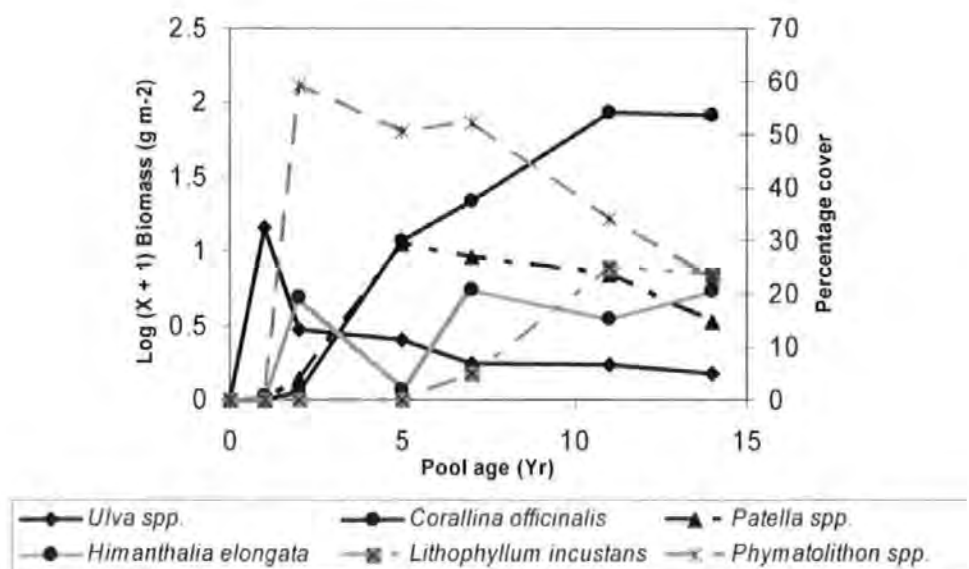 2.5
2
1.5
1
0.5
0
Log (X + 1) Biomass (g m-2)
70
60
50
40
30
20
10
0
Percentage cover
0 5 10 15
Pool age (Yr)
Ulva spp. Corallina officinalis Patella spp.
Himanthalia elongata Lithophyllum incustans Phymatolithon spp.